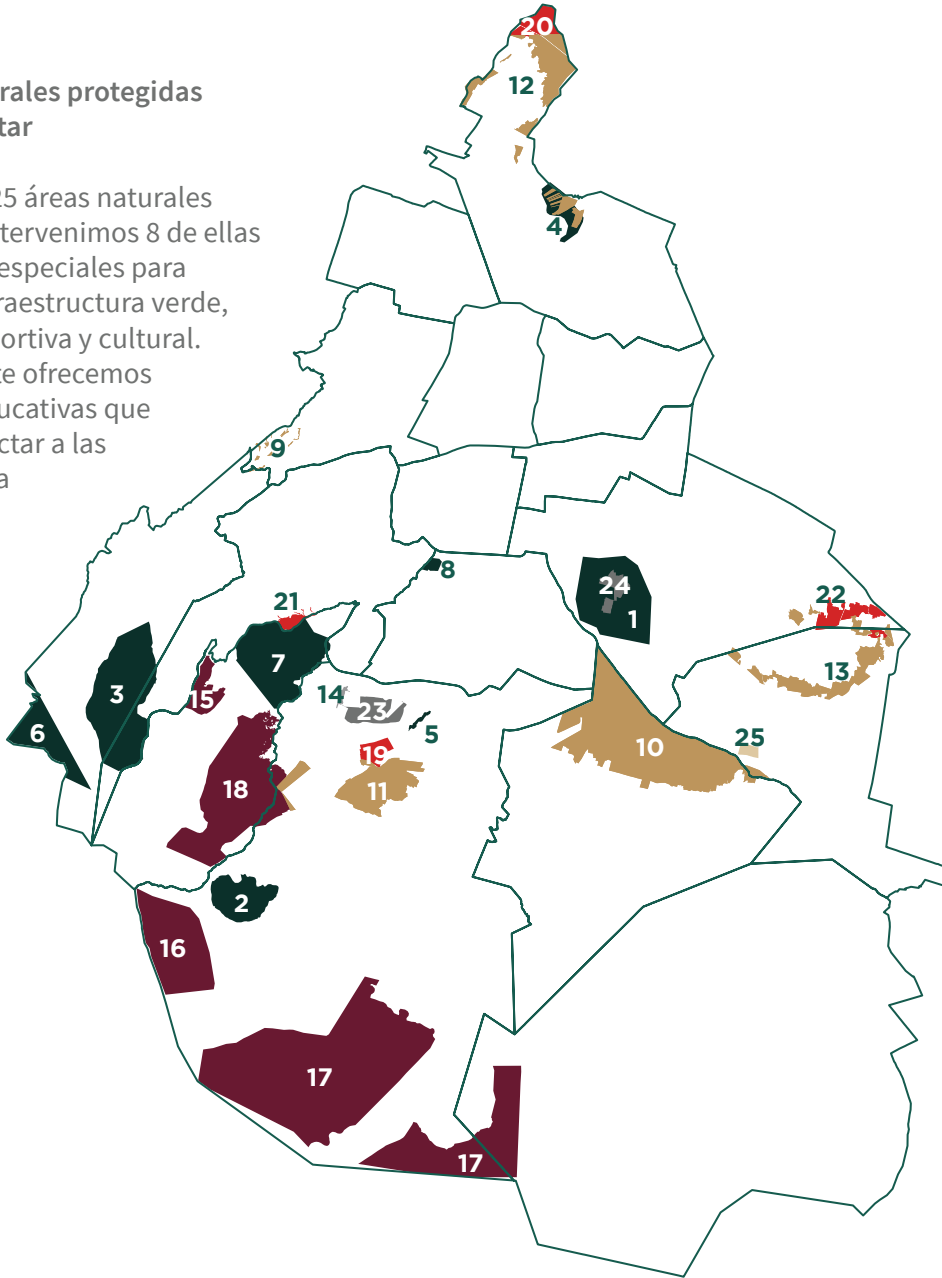 rales protegidas
tar
25 áreas naturales
tervenimos 8 de ellas
especiales para
raestructura verde,
portiva y cultural.
te ofrecemos
ducativas que
ctar a las
a
20
12
4
9
8
24
1
21
22
7
13
3
15
14
23
5
6
19
10
25
18
11
2
16
17
17